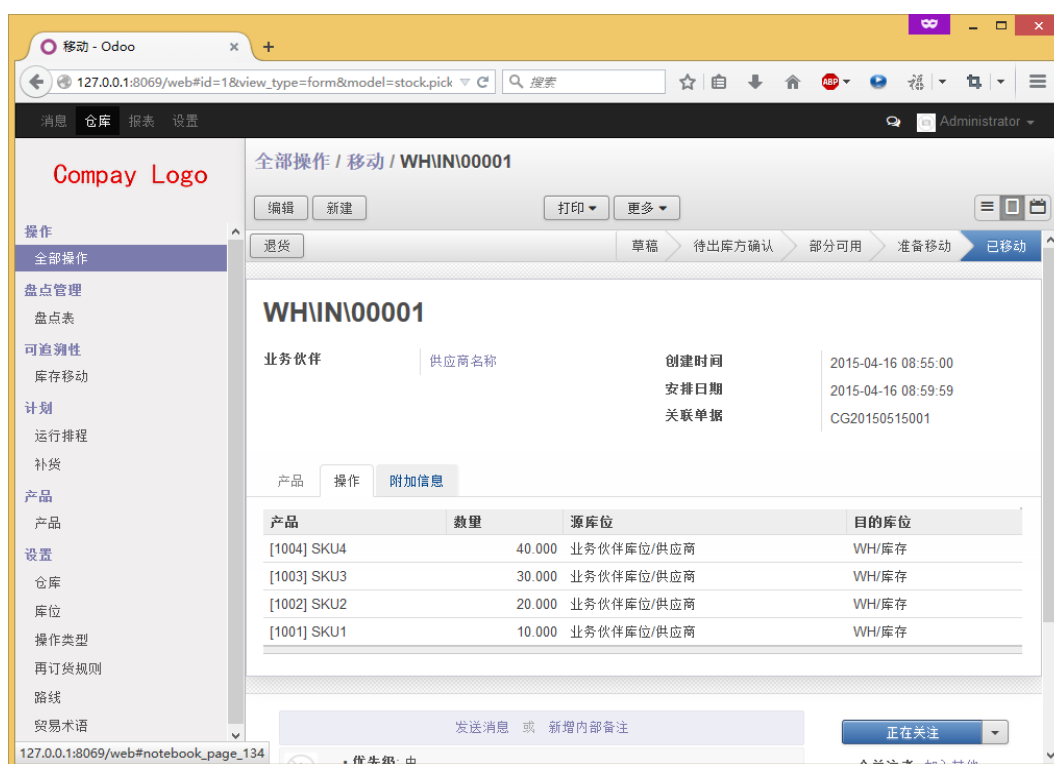 移动 - Odoo
127.0.0.1:8069/web#id=1&view_type=form&model=stock.pick
搜索
ABP
福
消息 仓库 报表 设置 Administrator
Compay Logo
全部操作 / 移动 / WH\IN\00001
编辑 新建 打印 更多
操作
全部操作
盘点管理
盘点表
可追溯性
库存移动
计划
运行排程
补货
产品
产品
设置
仓库
库位
操作类型
再订货规则
路线
贸易术语
退货 草稿 待出库方确认 部分可用 准备移动 已移动
WH\IN\00001
业务伙伴 供应商名称 创建时间 2015-04-16 08:55:00
安排日期 2015-04-16 08:59:59
关联单据 CG20150515001
产品 操作 附加信息
产品 数量 源库位 目的库位
[1004] SKU4 40.000 业务伙伴库位/供应商 WH/库存
[1003] SKU3 30.000 业务伙伴库位/供应商 WH/库存
[1002] SKU2 20.000 业务伙伴库位/供应商 WH/库存
[1001] SKU1 10.000 业务伙伴库位/供应商 WH/库存
发送消息 或 新增内部备注 正在关注
127.0.0.1:8069/web#notebook_page_134
• 优先级: 中